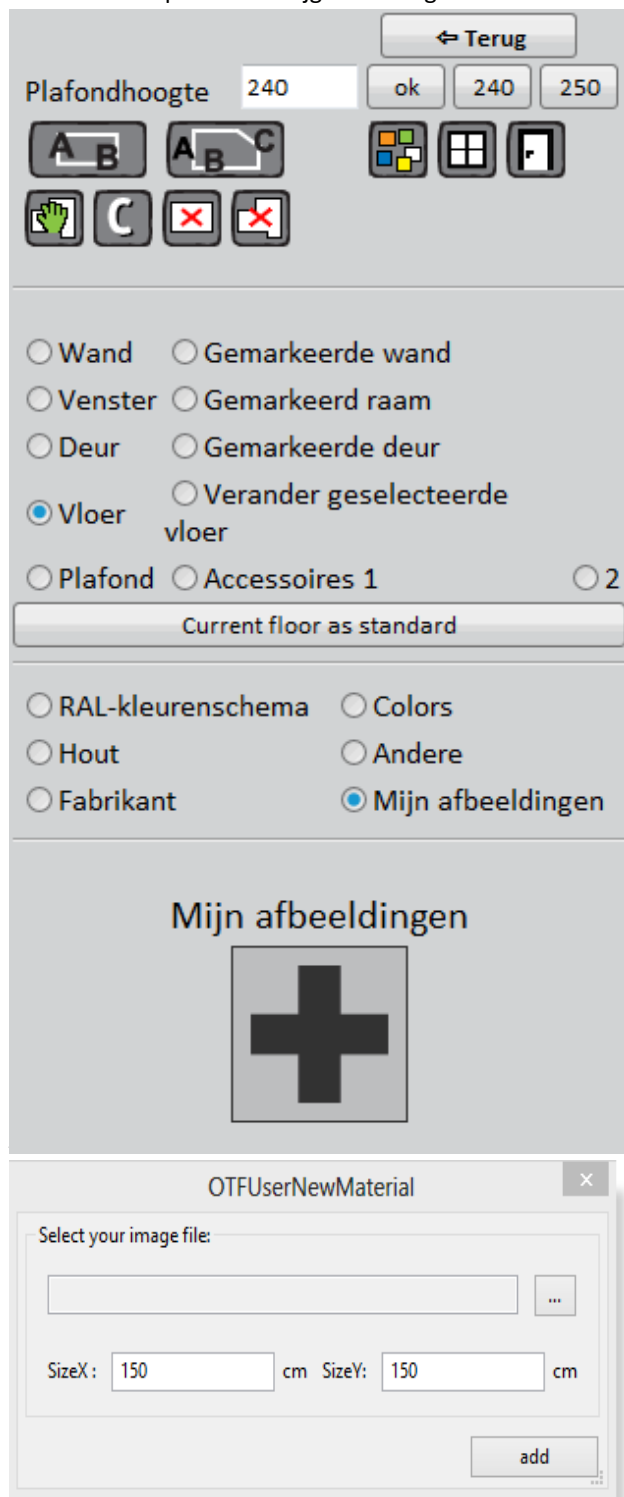 ⇦ Terug
Plafondhoogte 240 ok 240 250
A B A B C
C
Wand Gemarkeerde wand
Venster Gemarkeerd raam
Deur Gemarkeerde deur
Vloer Verander geselecteerde
vloer
Plafond Accessoires 1 2
Current floor as standard
RAL-kleurenschema Colors
Hout Andere
Fabrikant Mijn afbeeldingen
Mijn afbeeldingen
OTFUserNewMaterial ×
Select your image file:
...
SizeX : 150 cm SizeY: 150 cm
add